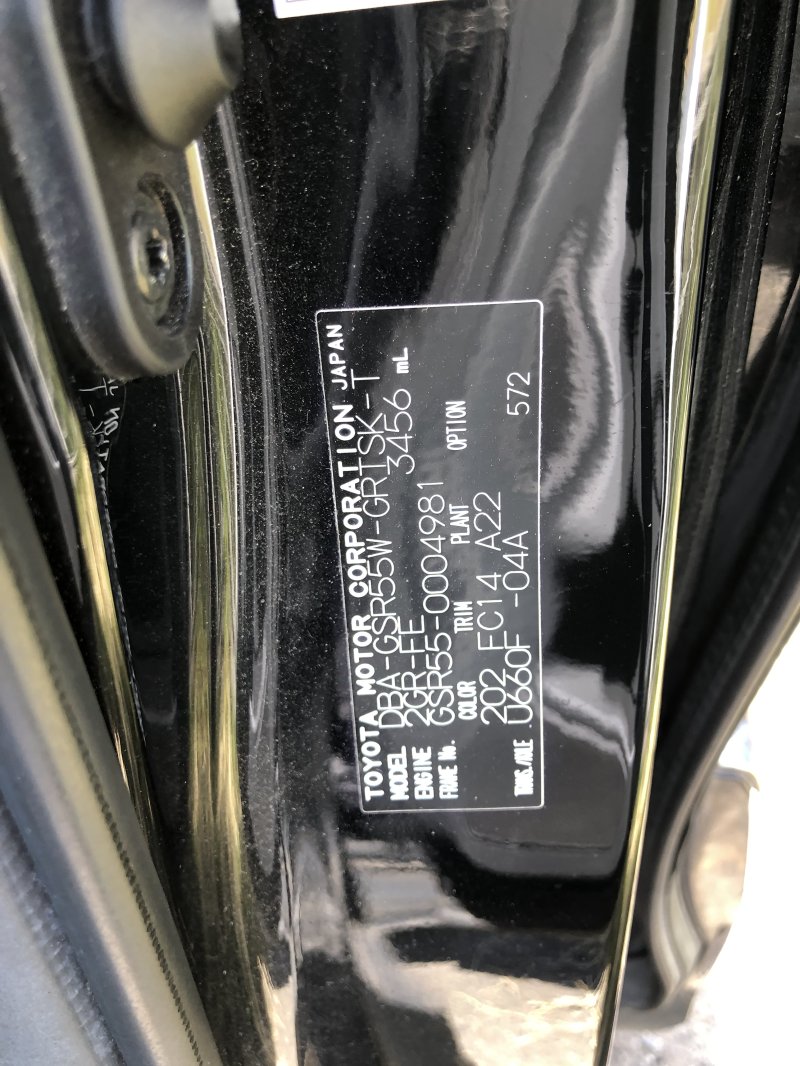 TOYOTA MOTOR CORPORATION JAPAN
MODEL DBA-GSR55W-GRTSK-T
ENGINE 2GR-FE 3456 mL
FRAME No. GSR55-0004981
COLOR TRIM PLANT OPTION
202 FC14 A22 572
TRANS./AXLE U660F -04A